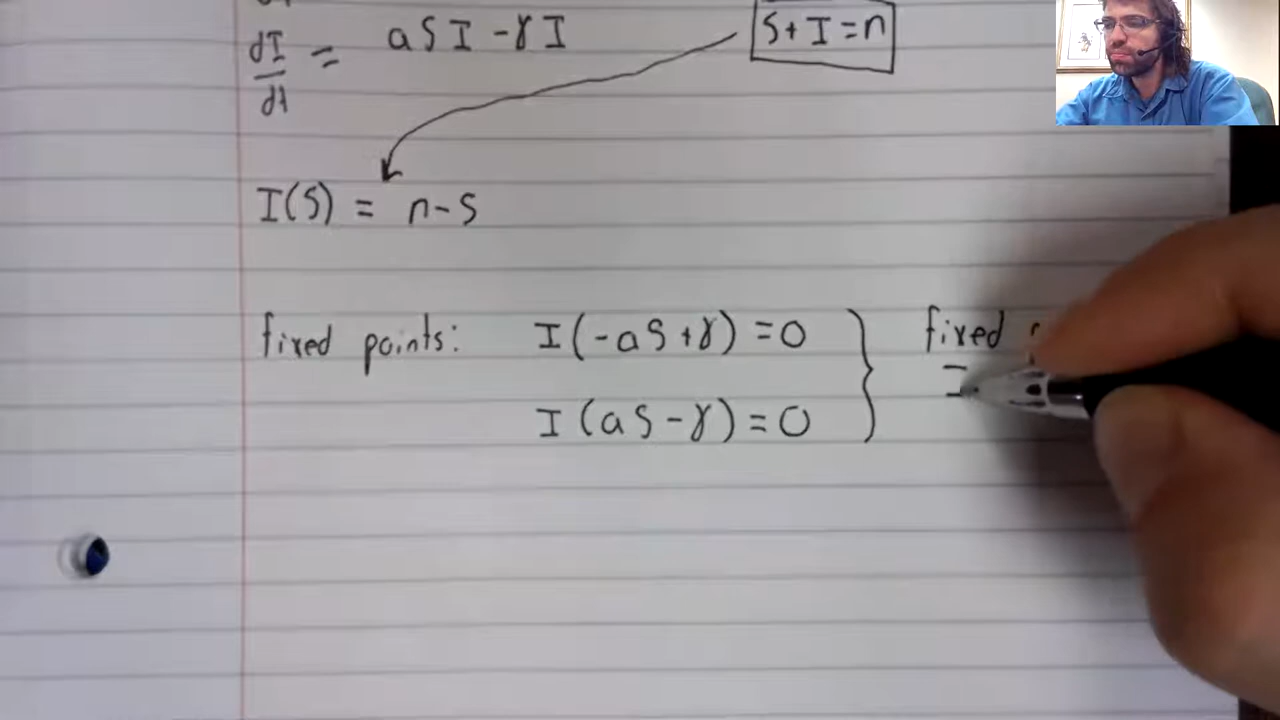 dI/dt = aSI - γI
S + I = n
I(S) = n - S
fixed points: I(-aS + γ) = 0
I(aS - γ) = 0
fixed
I